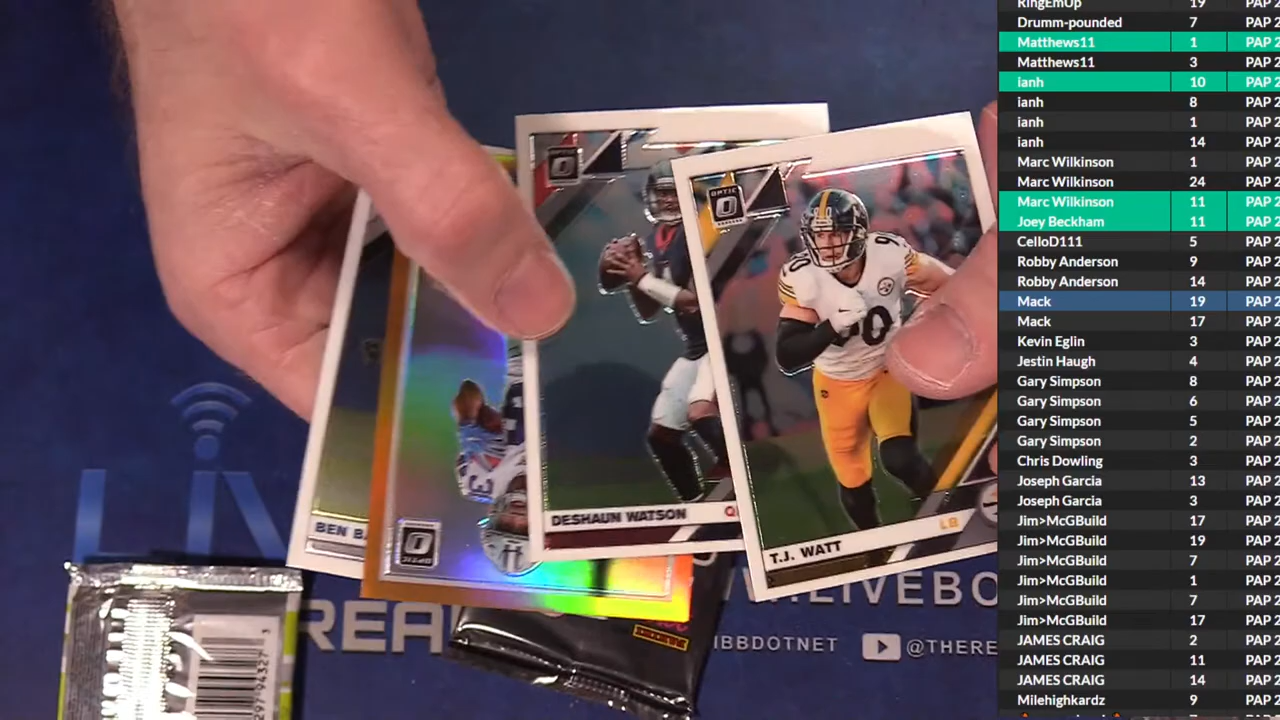 OPTIC
OPTIC
90
90
DESHAUN WATSON
T.J. WATT
LB
BEN
OPTIC
LIV
REA
LIVEBO
IBBDOTNET
@THERE
RingEmUp 19 PAP 2
Drumm-pounded 7 PAP 2
Matthews11 1 PAP 2
Matthews11 3 PAP 2
ianh 10 PAP 2
ianh 8 PAP 2
ianh 1 PAP 2
ianh 14 PAP 2
Marc Wilkinson 1 PAP 2
Marc Wilkinson 24 PAP 2
Marc Wilkinson 11 PAP 2
Joey Beckham 11 PAP 2
CelloD111 5 PAP 2
Robby Anderson 9 PAP 2
Robby Anderson 14 PAP 2
Mack 19 PAP 2
Mack 17 PAP 2
Kevin Eglin 3 PAP 2
Jestin Haugh 4 PAP 2
Gary Simpson 8 PAP 2
Gary Simpson 6 PAP 2
Gary Simpson 5 PAP 2
Gary Simpson 2 PAP 2
Chris Dowling 3 PAP 2
Joseph Garcia 13 PAP 2
Joseph Garcia 3 PAP 2
Jim>McGBuild 17 PAP 2
Jim>McGBuild 19 PAP 2
Jim>McGBuild 7 PAP 2
Jim>McGBuild 1 PAP 2
Jim>McGBuild 7 PAP 2
Jim>McGBuild 17 PAP 2
JAMES CRAIG 2 PAP 2
JAMES CRAIG 11 PAP 2
JAMES CRAIG 14 PAP 2
Milehighkardz 9 PAP 2